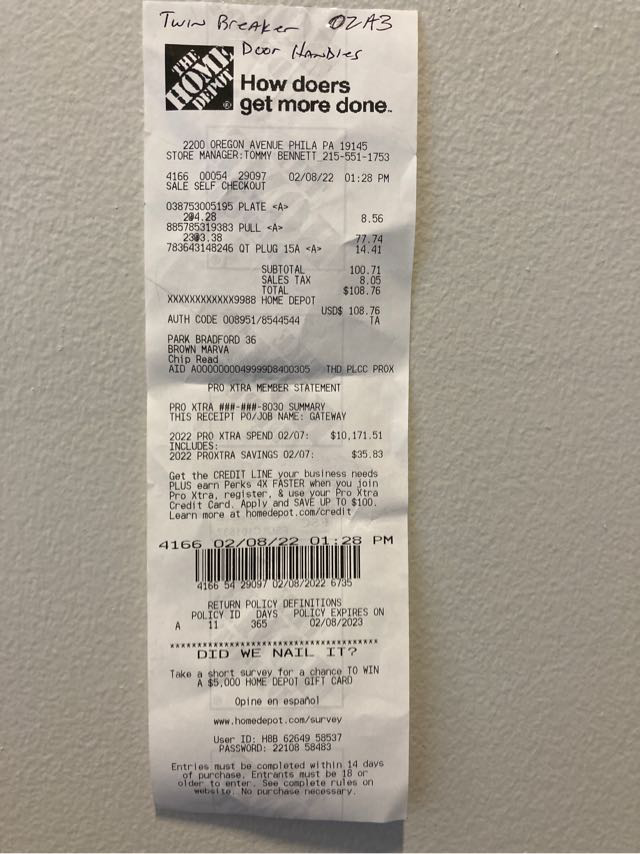 Twin Breaker 02A3
Door Handles
THE HOME DEPOT
How doers
get more done™
2200 OREGON AVENUE PHILA PA 19145
STORE MANAGER:TOMMY BENNETT 215-551-1753
4166 00054 29097 02/08/22 01:28 PM
SALE SELF CHECKOUT
038753005195 PLATE <A>
2@4.28 8.56
885785319383 PULL <A>
23@3.38 77.74
783643148246 QT PLUG 15A <A> 14.41
SUBTOTAL 100.71
SALES TAX 8.05
TOTAL $108.76
XXXXXXXXXXXX9988 HOME DEPOT
USD$ 108.76
AUTH CODE 008951/8544544 TA
PARK BRADFORD 36
BROWN MARVA
Chip Read
AID A0000000049999D8400305 THD PLCC PROX
PRO XTRA MEMBER STATEMENT
PRO XTRA ###-###-8030 SUMMARY
THIS RECEIPT PO/JOB NAME: GATEWAY
2022 PRO XTRA SPEND 02/07: $10,171.51
INCLUDES:
2022 PROXTRA SAVINGS 02/07: $35.83
Get the CREDIT LINE your business needs
PLUS earn Perks 4X FASTER when you join
Pro Xtra, register, & use your Pro Xtra
Credit Card. Apply and SAVE UP TO $100.
Learn more at homedepot.com/credit
4166 02/08/22 01:28 PM
4166 54 29097 02/08/2022 6735
RETURN POLICY DEFINITIONS
POLICY ID DAYS POLICY EXPIRES ON
A 11 365 02/08/2023
****************************************
DID WE NAIL IT?
Take a short survey for a chance TO WIN
A $5,000 HOME DEPOT GIFT CARD
Opine en español
www.homedepot.com/survey
User ID: H8B 62649 58537
PASSWORD: 22108 58483
Entries must be completed within 14 days
of purchase. Entrants must be 18 or
older to enter. See complete rules on
website. No purchase necessary.